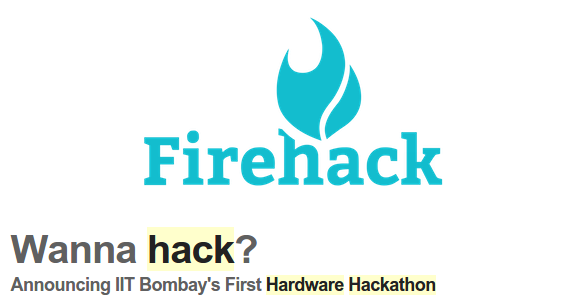 Firehack
Wanna hack?
Announcing IIT Bombay's First Hardware Hackathon